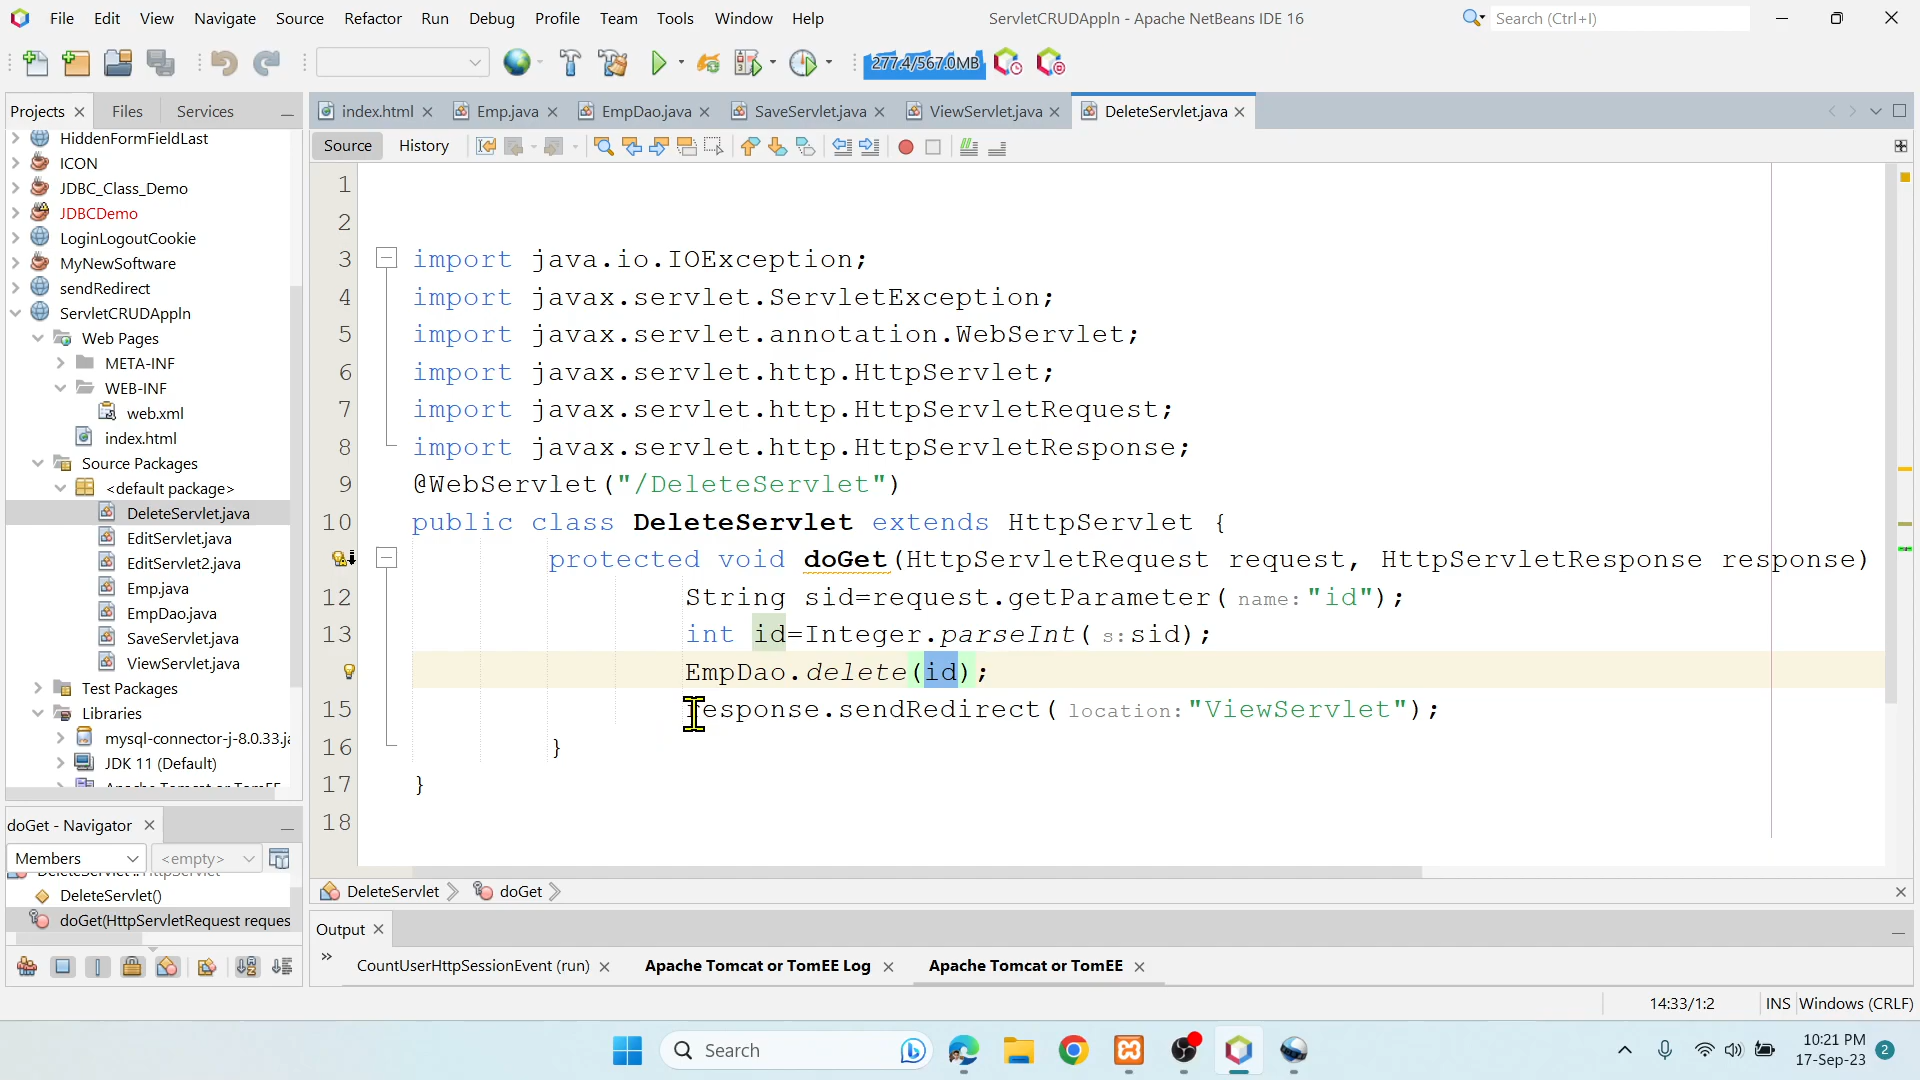 File Edit View Navigate Source Refactor Run Debug Profile Team Tools Window Help
ServletCRUDAppln - Apache NetBeans IDE 16
Search (Ctrl+I)
277.4/567.0MB
Projects
Files
Services
HiddenFormFieldLast
ICON
JDBC_Class_Demo
JDBCDemo
LoginLogoutCookie
MyNewSoftware
sendRedirect
ServletCRUDAppln
Web Pages
META-INF
WEB-INF
web.xml
index.html
Source Packages
<default package>
DeleteServlet.java
EditServlet.java
EditServlet2.java
Emp.java
EmpDao.java
SaveServlet.java
ViewServlet.java
Test Packages
Libraries
mysql-connector-j-8.0.33.ja
JDK 11 (Default)
Apache Tomcat or TomEE
doGet - Navigator
Members
<empty>
DeleteServlet :: HttpServlet
DeleteServlet()
doGet(HttpServletRequest reques
index.html
Emp.java
EmpDao.java
SaveServlet.java
ViewServlet.java
DeleteServlet.java
Source
History
1
2
3 import java.io.IOException;
4 import javax.servlet.ServletException;
5 import javax.servlet.annotation.WebServlet;
6 import javax.servlet.http.HttpServlet;
7 import javax.servlet.http.HttpServletRequest;
8 import javax.servlet.http.HttpServletResponse;
9 @WebServlet("/DeleteServlet")
10 public class DeleteServlet extends HttpServlet {
protected void doGet(HttpServletRequest request, HttpServletResponse response)
12 String sid=request.getParameter( name: "id");
13 int id=Integer.parseInt( s: sid);
EmpDao.delete(id);
15 response.sendRedirect( location: "ViewServlet");
16 }
17 }
18
DeleteServlet
doGet
Output
CountUserHttpSessionEvent (run)
Apache Tomcat or TomEE Log
Apache Tomcat or TomEE
14:33/1:2
INS
Windows (CRLF)
Search
10:21 PM
17-Sep-23
2